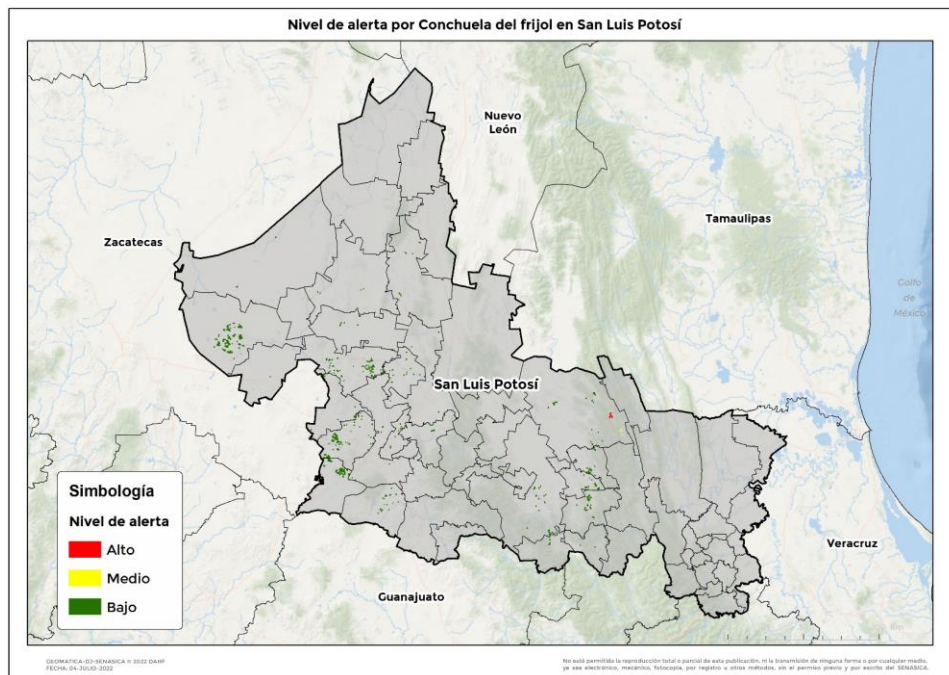 Nivel de alerta por Conchuela del frijol en San Luis Potosí
Nuevo
León
Tamaulipas
Zacatecas
Golfo
de
México
San Luis Potosí
Simbología
Nivel de alerta
Alto
Medio
Bajo
Veracruz
Guanajuato
GEOMATICA-DJ-SENASICA © 2022 DAHF
FECHA: 04-JULIO-2022
No está permitida la reproducción total o parcial de esta publicación, ni la transmisión de ninguna forma o por cualquier medio,
ya sea electrónico, mecánico, fotocopia, por registro u otros métodos, sin el permiso previo y por escrito del SENASICA.